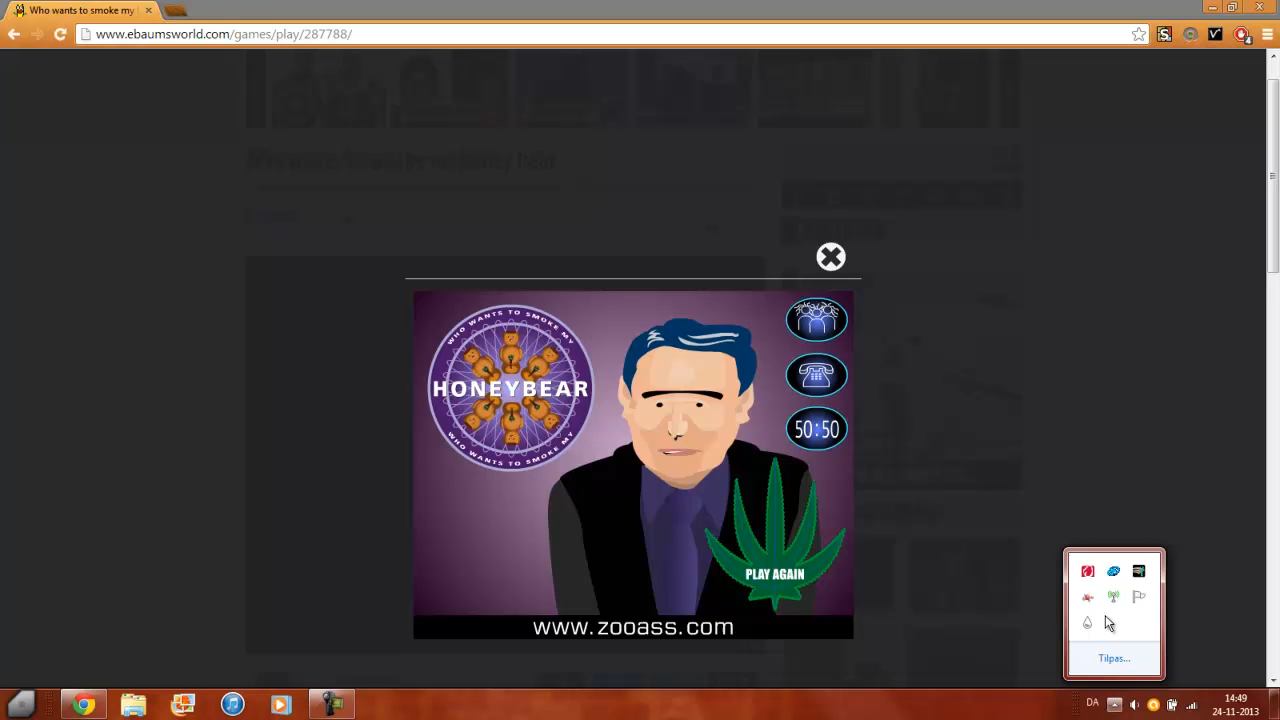 Who wants to smoke my
www.ebaumsworld.com/games/play/287788/
WHO WANTS TO SMOKE MY
HONEYBEAR
WHO WANTS TO SMOKE MY
50:50
PLAY AGAIN
www.zooass.com
Tilpas...
DA
14:49
24-11-2013